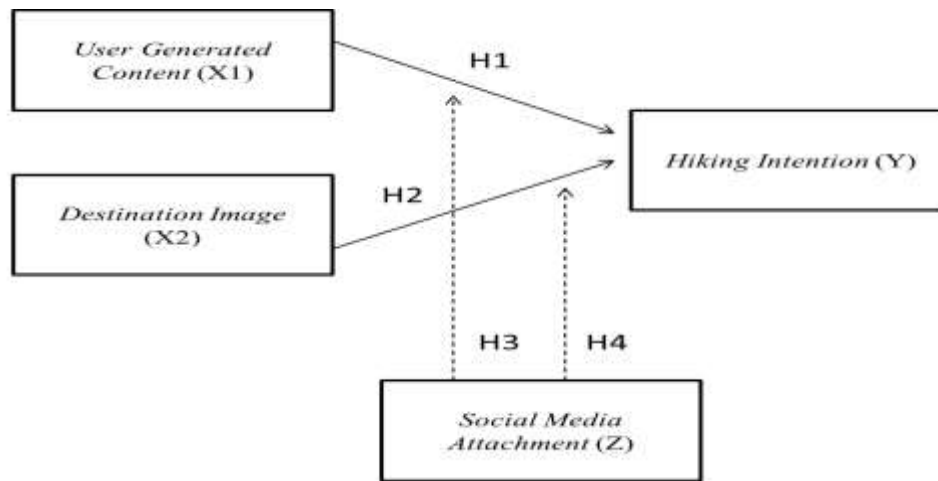 User Generated
Content (X1)
H1
Hiking Intention (Y)
Destination Image
(X2)
H2
H3
H4
Social Media
Attachment (Z)